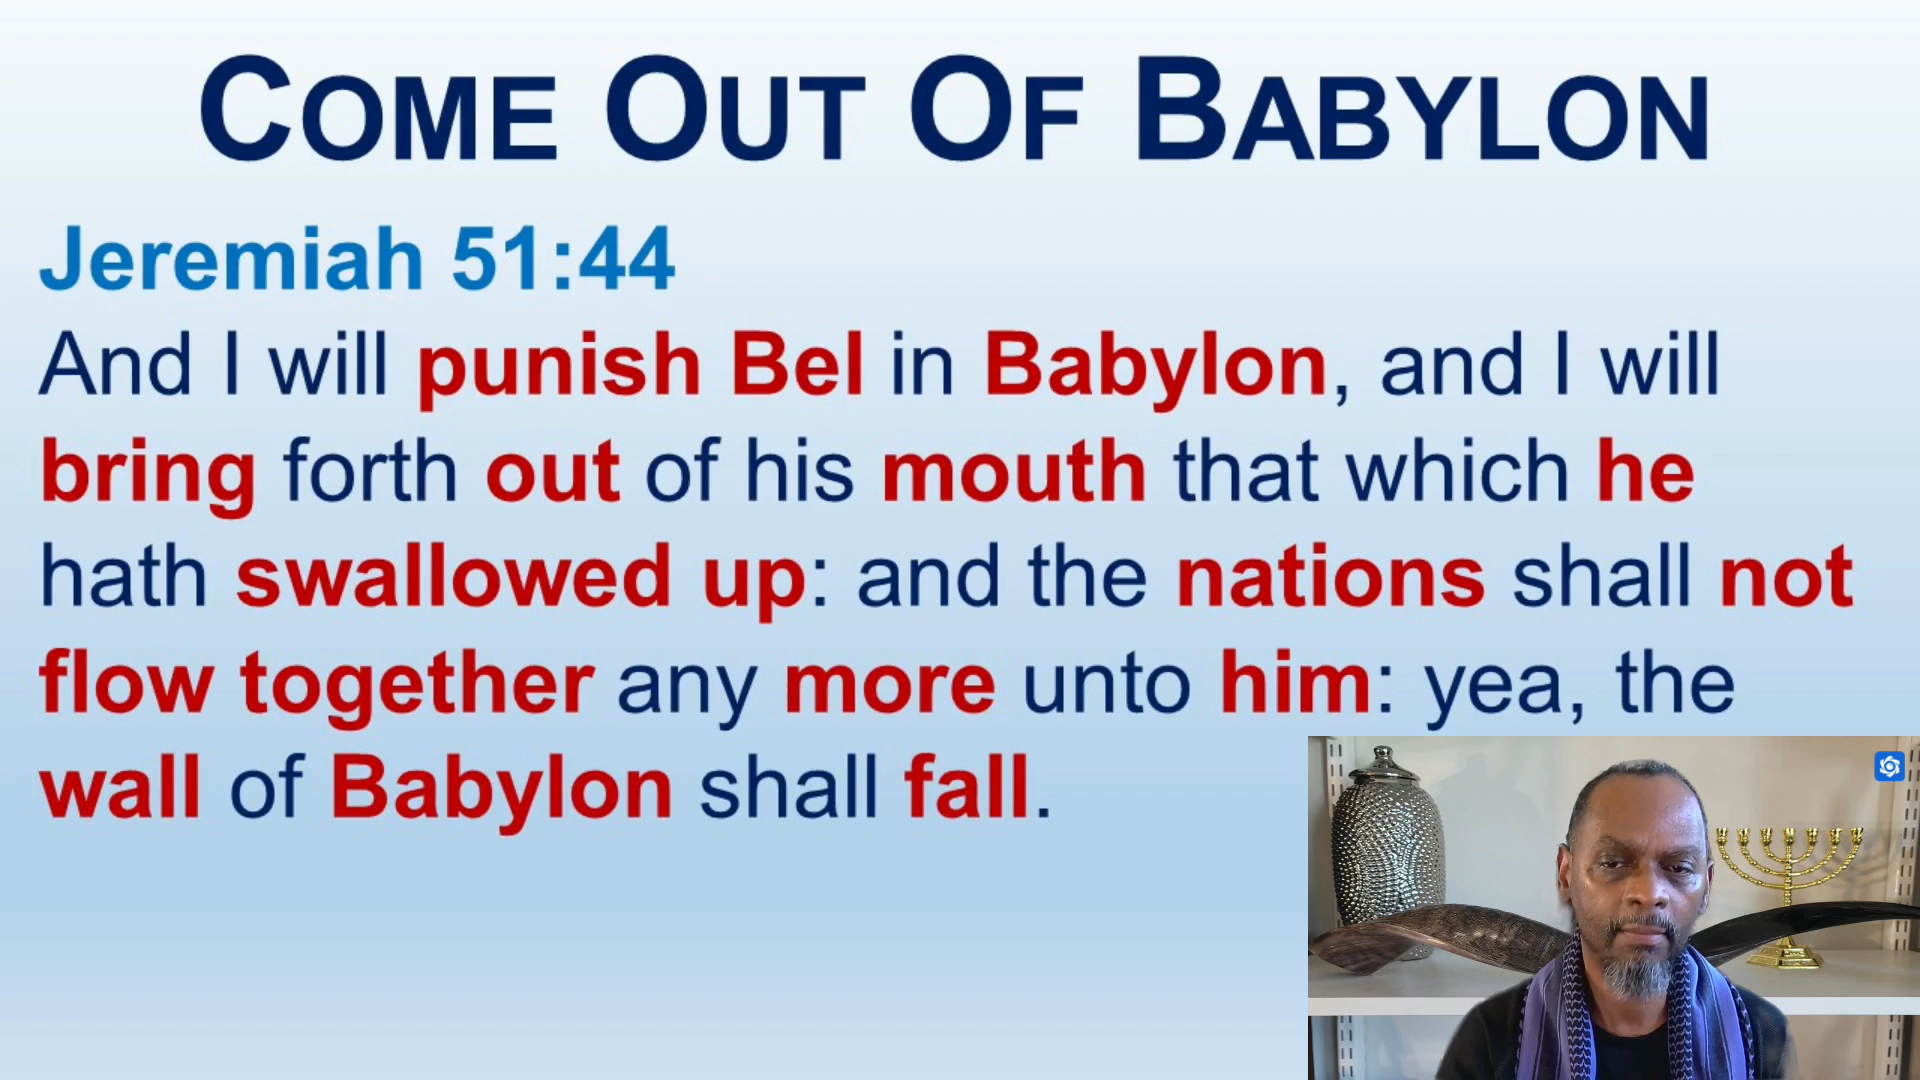 COME OUT OF BABYLON
Jeremiah 51:44
And I will punish Bel in Babylon, and I will
bring forth out of his mouth that which he
hath swallowed up: and the nations shall not
flow together any more unto him: yea, the
wall of Babylon shall fall.